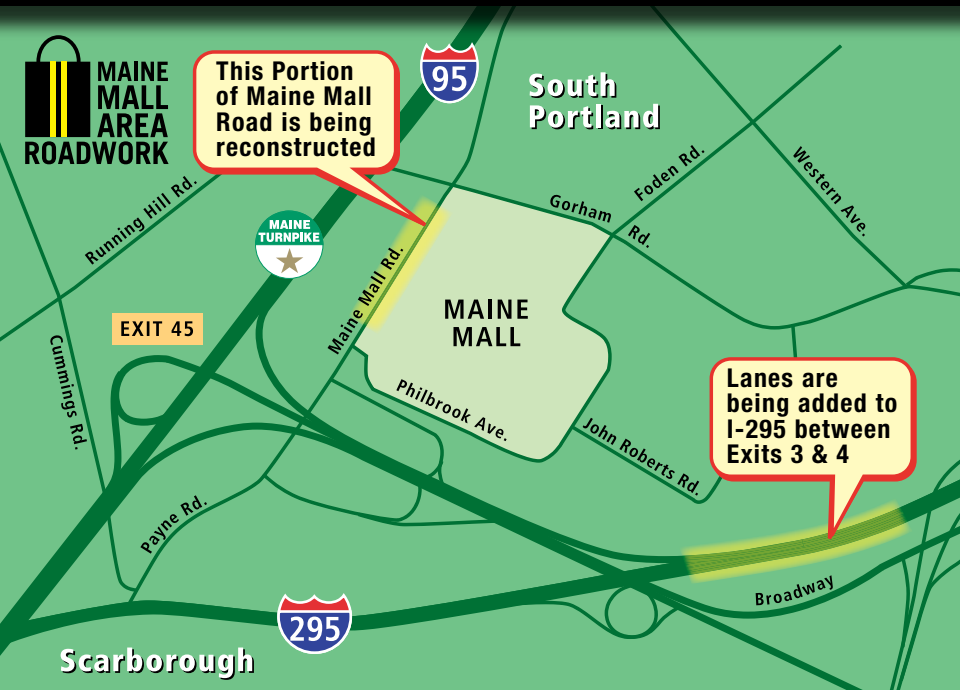 MAINE
MALL
AREA
ROADWORK
This Portion
of Maine Mall
Road is being
reconstructed
95
South
Portland
Running Hill Rd.
MAINE
TURNPIKE
Gorham
Rd.
Foden Rd.
Western Ave.
Maine Mall Rd.
MAINE
MALL
EXIT 45
Cummings Rd.
Philbrook Ave.
John Roberts Rd.
Lanes are
being added to
I-295 between
Exits 3 & 4
Payne Rd.
Broadway
295
Scarborough